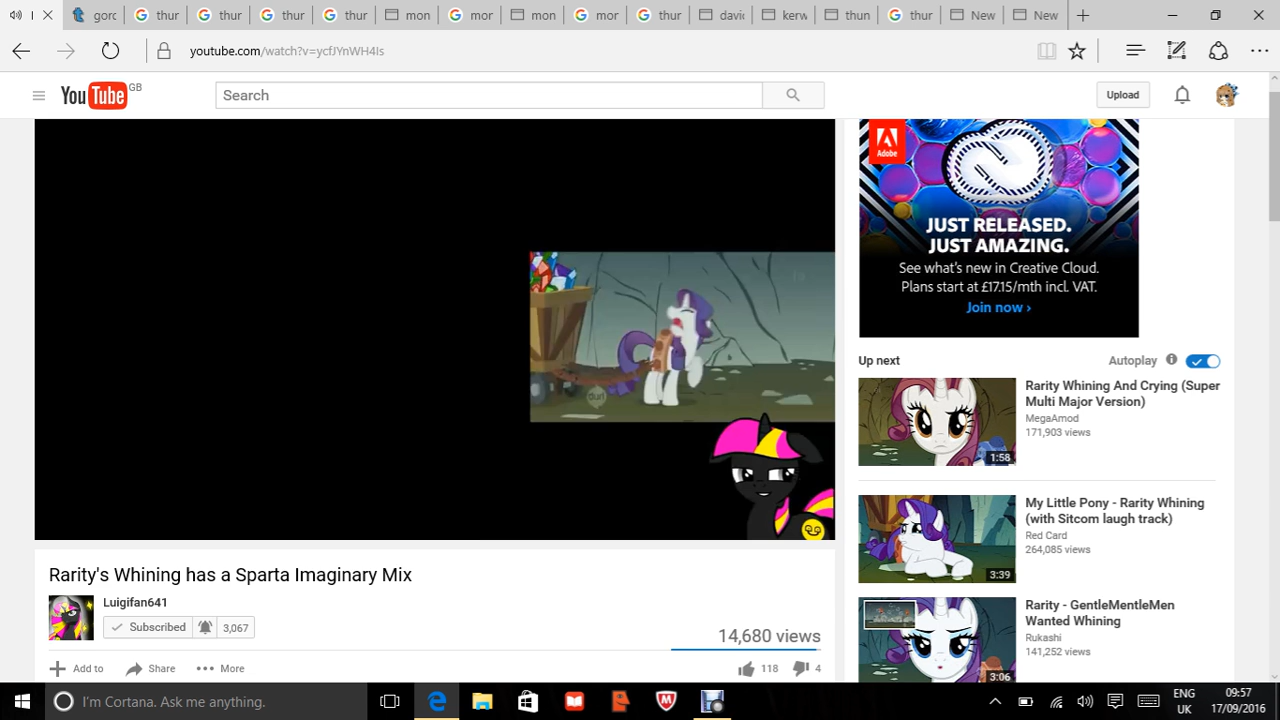 gorc
thur
thur
thur
thur
mon
mor
mon
mor
thur
davi
kerw
thun
thur
New
New
youtube.com/watch?v=ycfJYnWH4Is
YouTube GB
Search
Upload
Adobe
JUST RELEASED.
JUST AMAZING.
See what's new in Creative Cloud.
Plans start at £17.15/mth incl. VAT.
Join now ›
Up next
Autoplay
Rarity Whining And Crying (Super
Multi Major Version)
MegaAmod
171,903 views
1:58
My Little Pony - Rarity Whining
(with Sitcom laugh track)
Red Card
264,085 views
3:39
Rarity - GentleMentleMen
Wanted Whining
Rukashi
141,252 views
3:06
Rarity's Whining has a Sparta Imaginary Mix
Luigifan641
Subscribed
3,067
14,680 views
Add to
Share
More
118
4
I'm Cortana. Ask me anything.
ENG
UK
09:57
17/09/2016